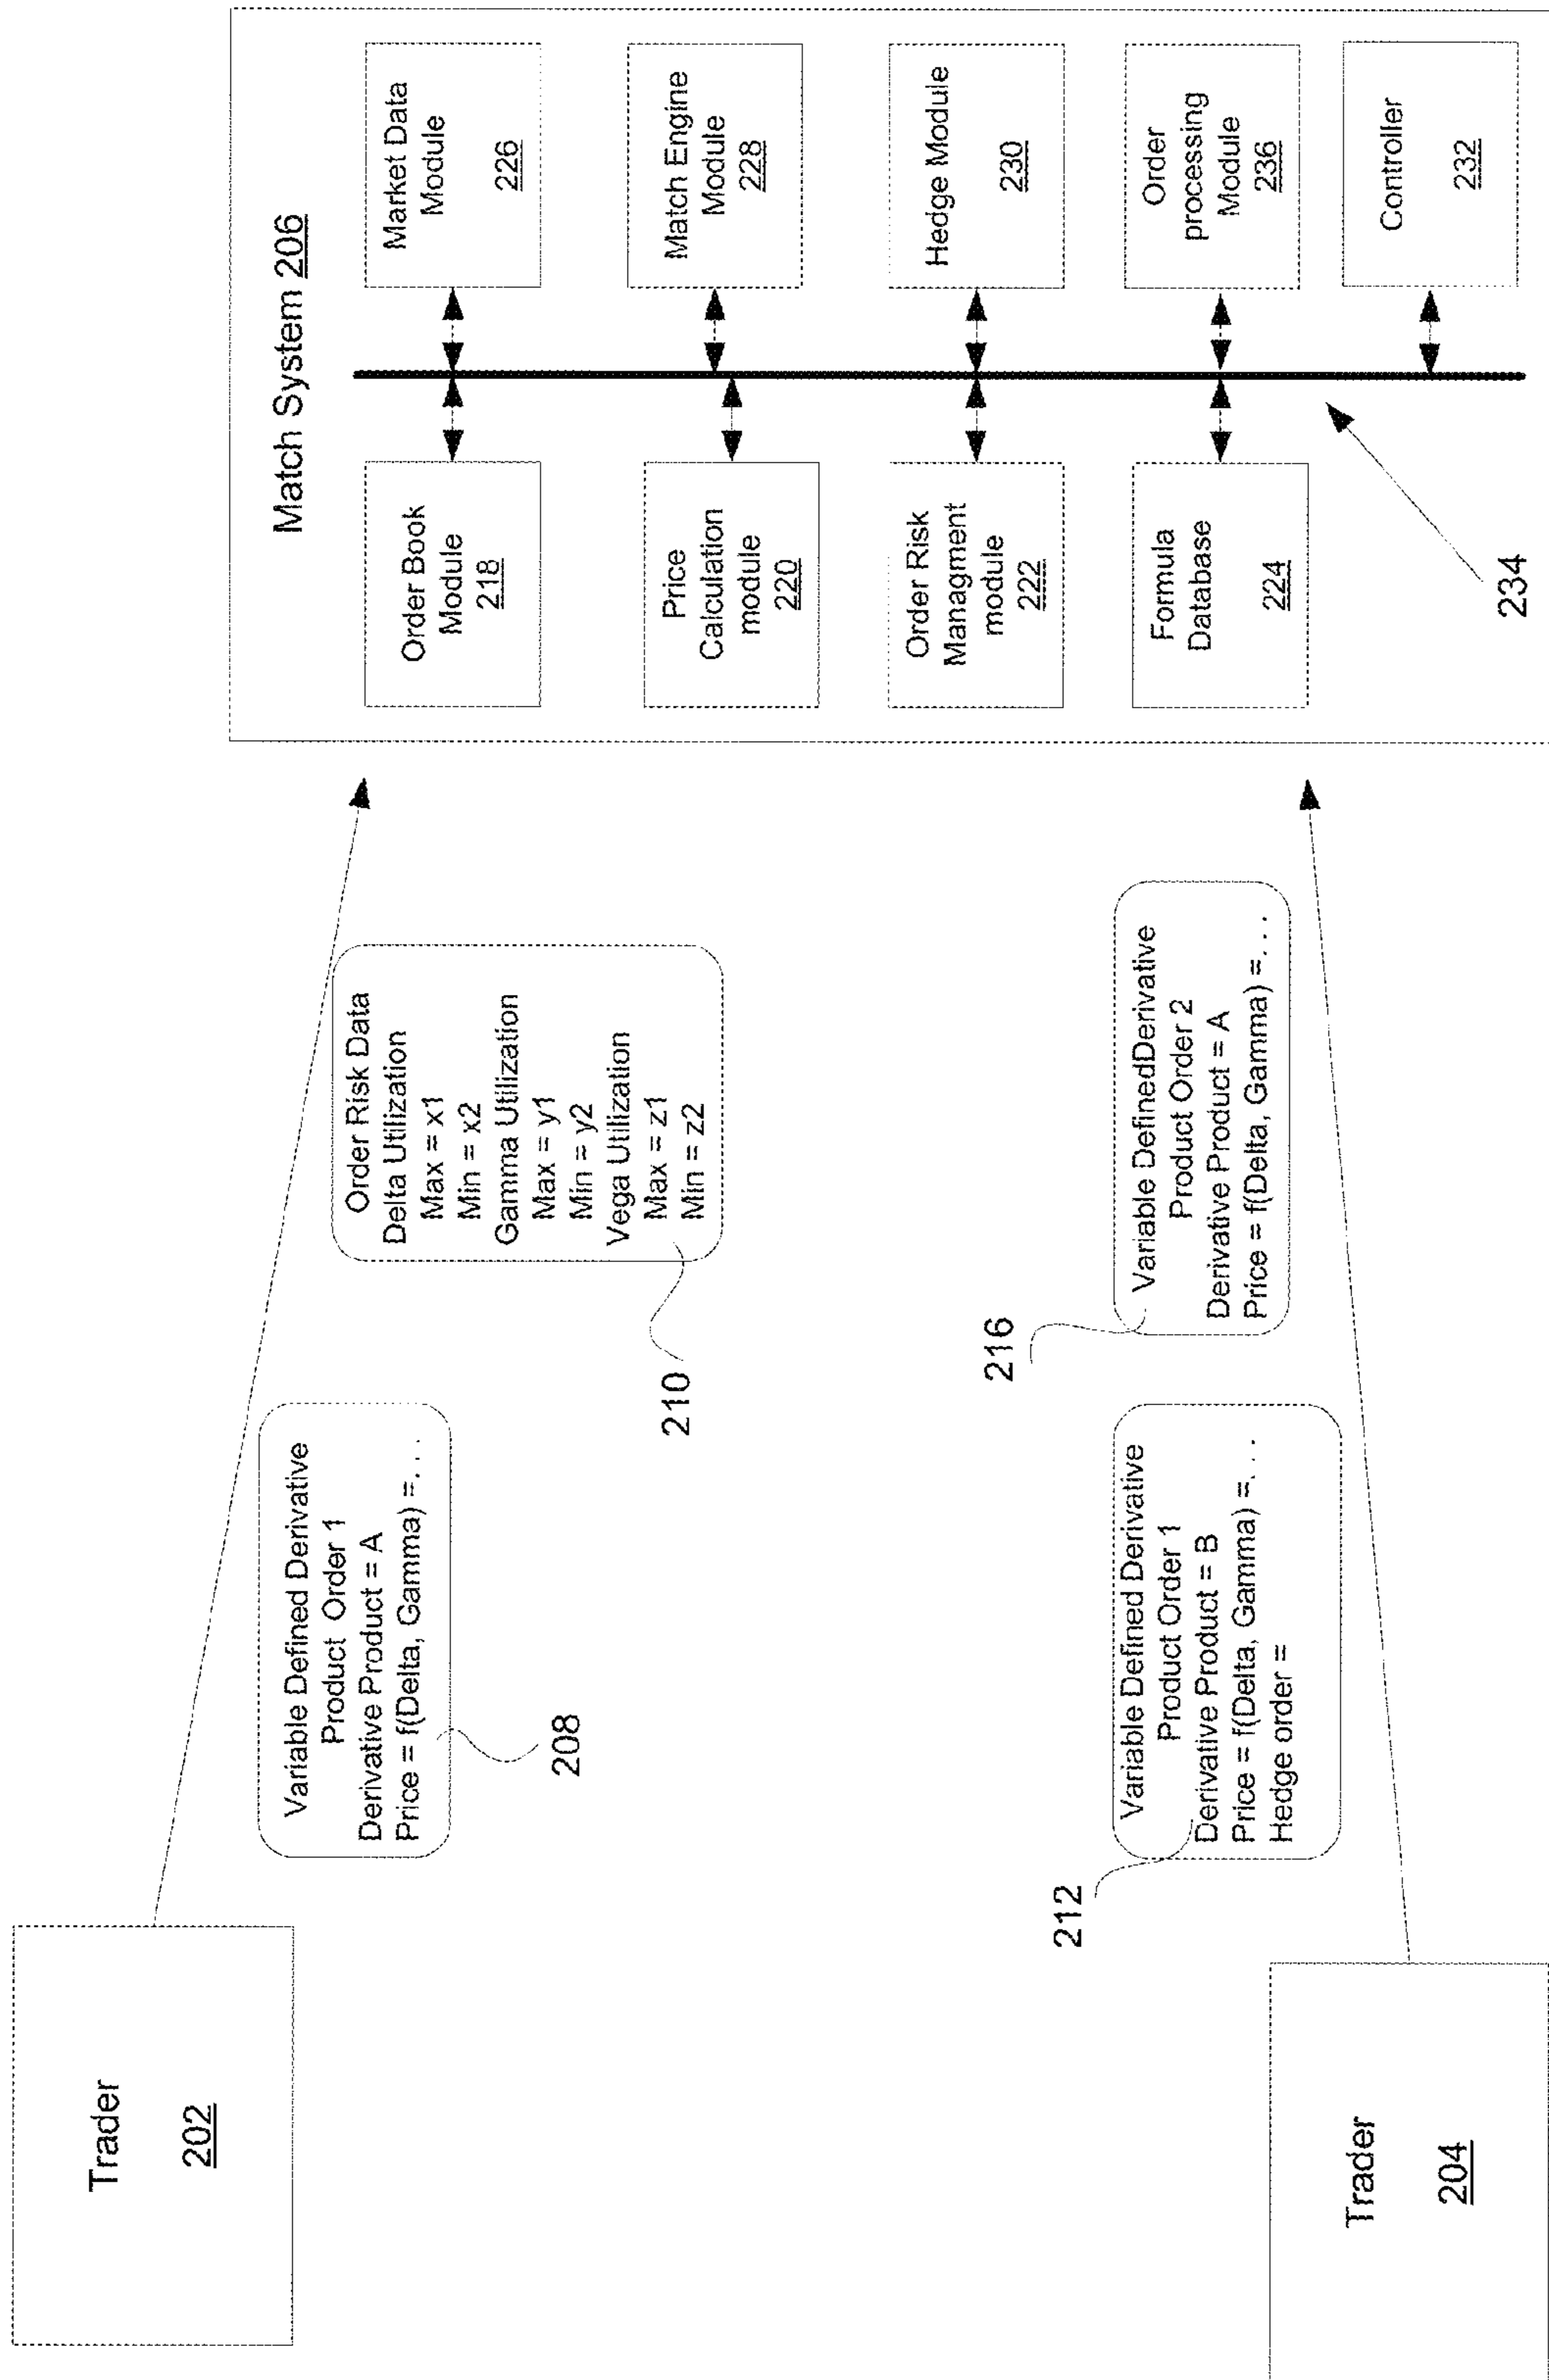 Trader
202
Variable Defined Derivative
Product Order 1
Derivative Product = A
Price = f(Delta, Gamma) =. . .
208
Order Risk Data
Delta Utilization
Max = x1
Min = x2
Gamma Utilization
Max = y1
Min = y2
Vega Utilization
Max = z1
Min = z2
210
Trader
204
Variable Defined Derivative
Product Order 1
Derivative Product = B
Price = f(Delta, Gamma) =. . .
Hedge order =
212
Variable DefinedDerivative
Product Order 2
Derivative Product = A
Price = f(Delta, Gamma) =. . .
216
Match System 206
Order Book
Module
218
Price
Calculation
module
220
Order Risk
Managment
module
222
Formula
Database
224
Market Data
Module
226
Match Engine
Module
228
Hedge Module
230
Order
processing
Module
236
Controller
232
234